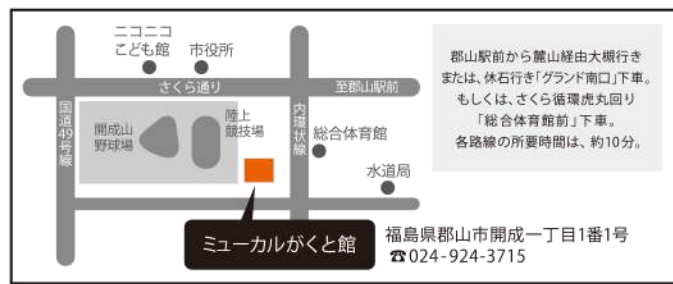 ニコニコ
こども館
市役所
さくら通り
至郡山駅前
国道49号線
開成山
野球場
陸上
競技場
内環状線
総合体育館
水道局
ミューカルがくと館
郡山駅前から麓山経由大槻行き
または、休石行き「グランド南口」下車。
もしくは、さくら循環虎丸回り
「総合体育館前」下車。
各路線の所要時間は、約10分。
福島県郡山市開成一丁目1番1号
☎024-924-3715